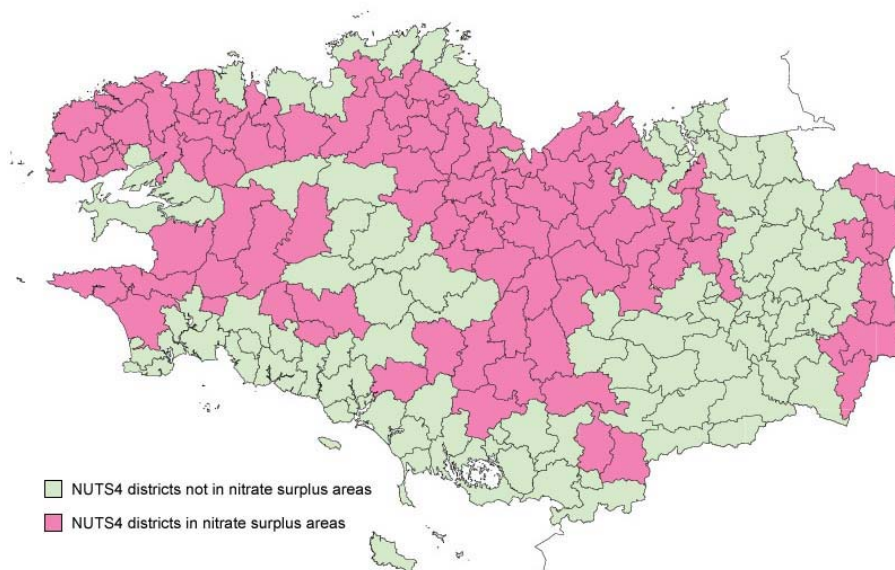 NUTS4 districts not in nitrate surplus areas
NUTS4 districts in nitrate surplus areas